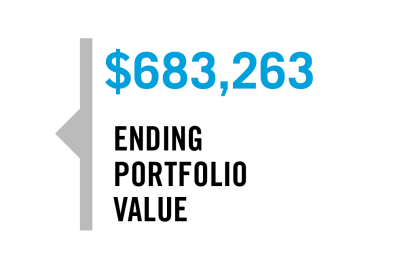 $683,263
ENDING
PORTFOLIO
VALUE